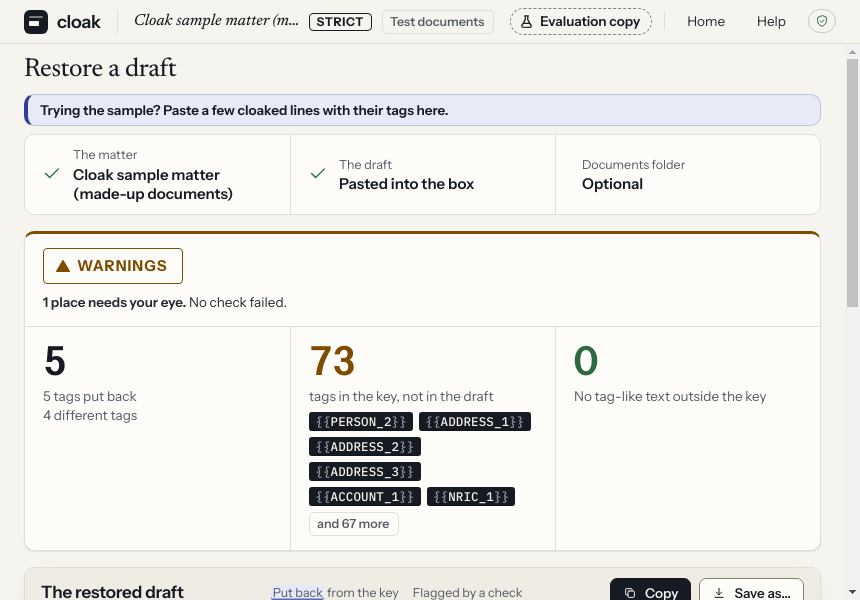 cloak
Cloak sample matter (m...
STRICT
Test documents
Evaluation copy
Home
Help
Restore a draft
Trying the sample? Paste a few cloaked lines with their tags here.
The matter
Cloak sample matter
(made-up documents)
The draft
Pasted into the box
Documents folder
Optional
WARNINGS
1 place needs your eye. No check failed.
5
5 tags put back
4 different tags
73
tags in the key, not in the draft
{{PERSON_2}} {{ADDRESS_1}}
{{ADDRESS_2}}
{{ADDRESS_3}}
{{ACCOUNT_1}} {{NRIC_1}}
and 67 more
0
No tag-like text outside the key
The restored draft
Put back from the key
Flagged by a check
Copy
Save as...